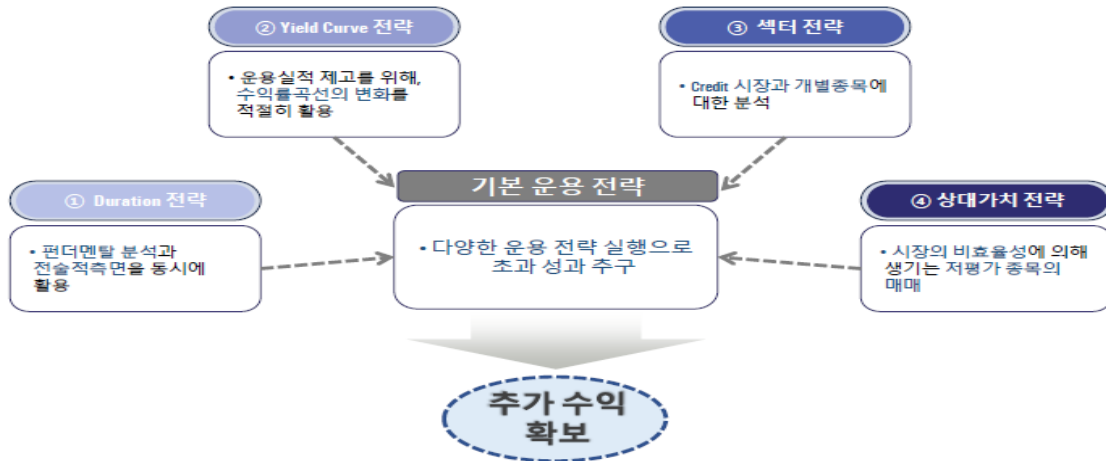 ② Yield Curve 전략
• 운용실적 제고를 위해,
수익률곡선의 변화를
적절히 활용
③ 섹터 전략
• Credit 시장과 개별종목에
대한 분석
① Duration 전략
• 펀더멘탈 분석과
전술적측면을 동시에
활용
기본 운용 전략
• 다양한 운용 전략 실행으로
초과 성과 추구
④ 상대가치 전략
• 시장의 비효율성에 의해
생기는 저평가 종목의
매매
추가 수익
확보